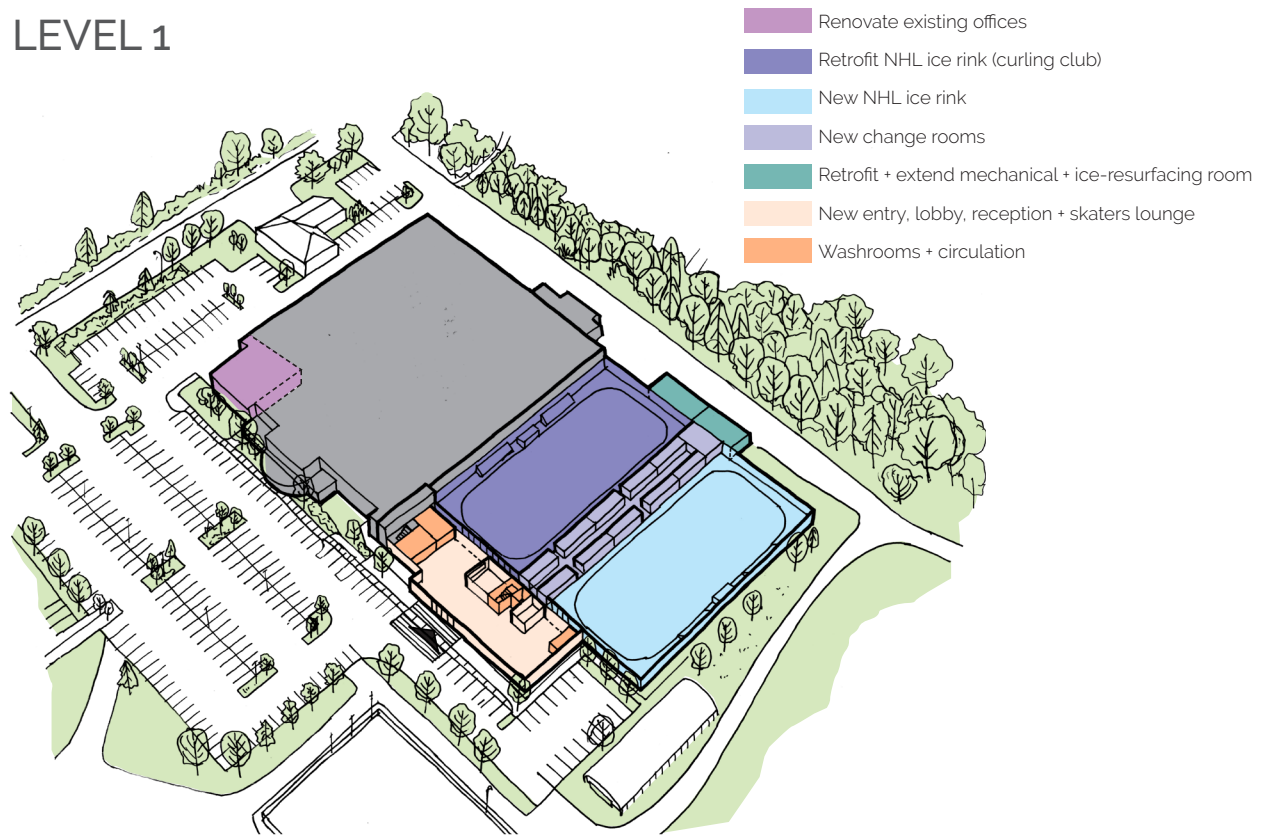 LEVEL 1
Renovate existing offices
Retrofit NHL ice rink (curling club)
New NHL ice rink
New change rooms
Retrofit + extend mechanical + ice-resurfacing room
New entry, lobby, reception + skaters lounge
Washrooms + circulation